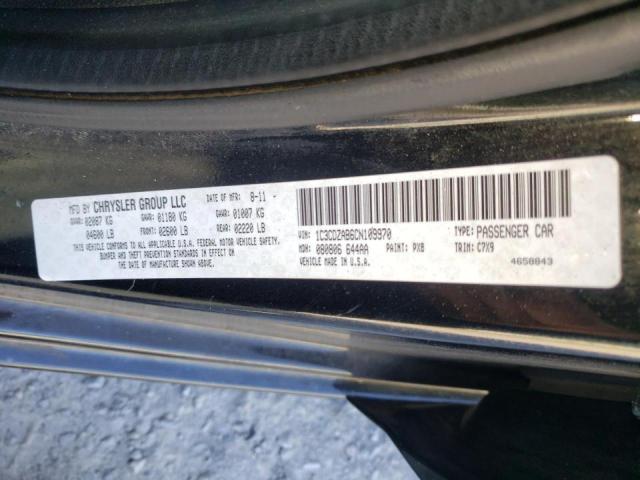 MFD BY CHRYSLER GROUP LLC DATE OF MFR: 8-11
GVWR: 02087 KG GAWR: 01180 KG GAWR: 01007 KG
04600 LB FRONT: 02600 LB REAR: 02220 LB
THIS VEHICLE CONFORMS TO ALL APPLICABLE U.S.A. FEDERAL MOTOR VEHICLE SAFETY,
BUMPER AND THEFT PREVENTION STANDARDS IN EFFECT ON
THE DATE OF MANUFACTURE SHOWN ABOVE.
VIN: 1C3CDZAB6CN109970 TYPE: PASSENGER CAR
MDH: 080806 644AA PAINT: PX8 TRIM: C7X9
VEHICLE MADE IN U.S.A. 4658843